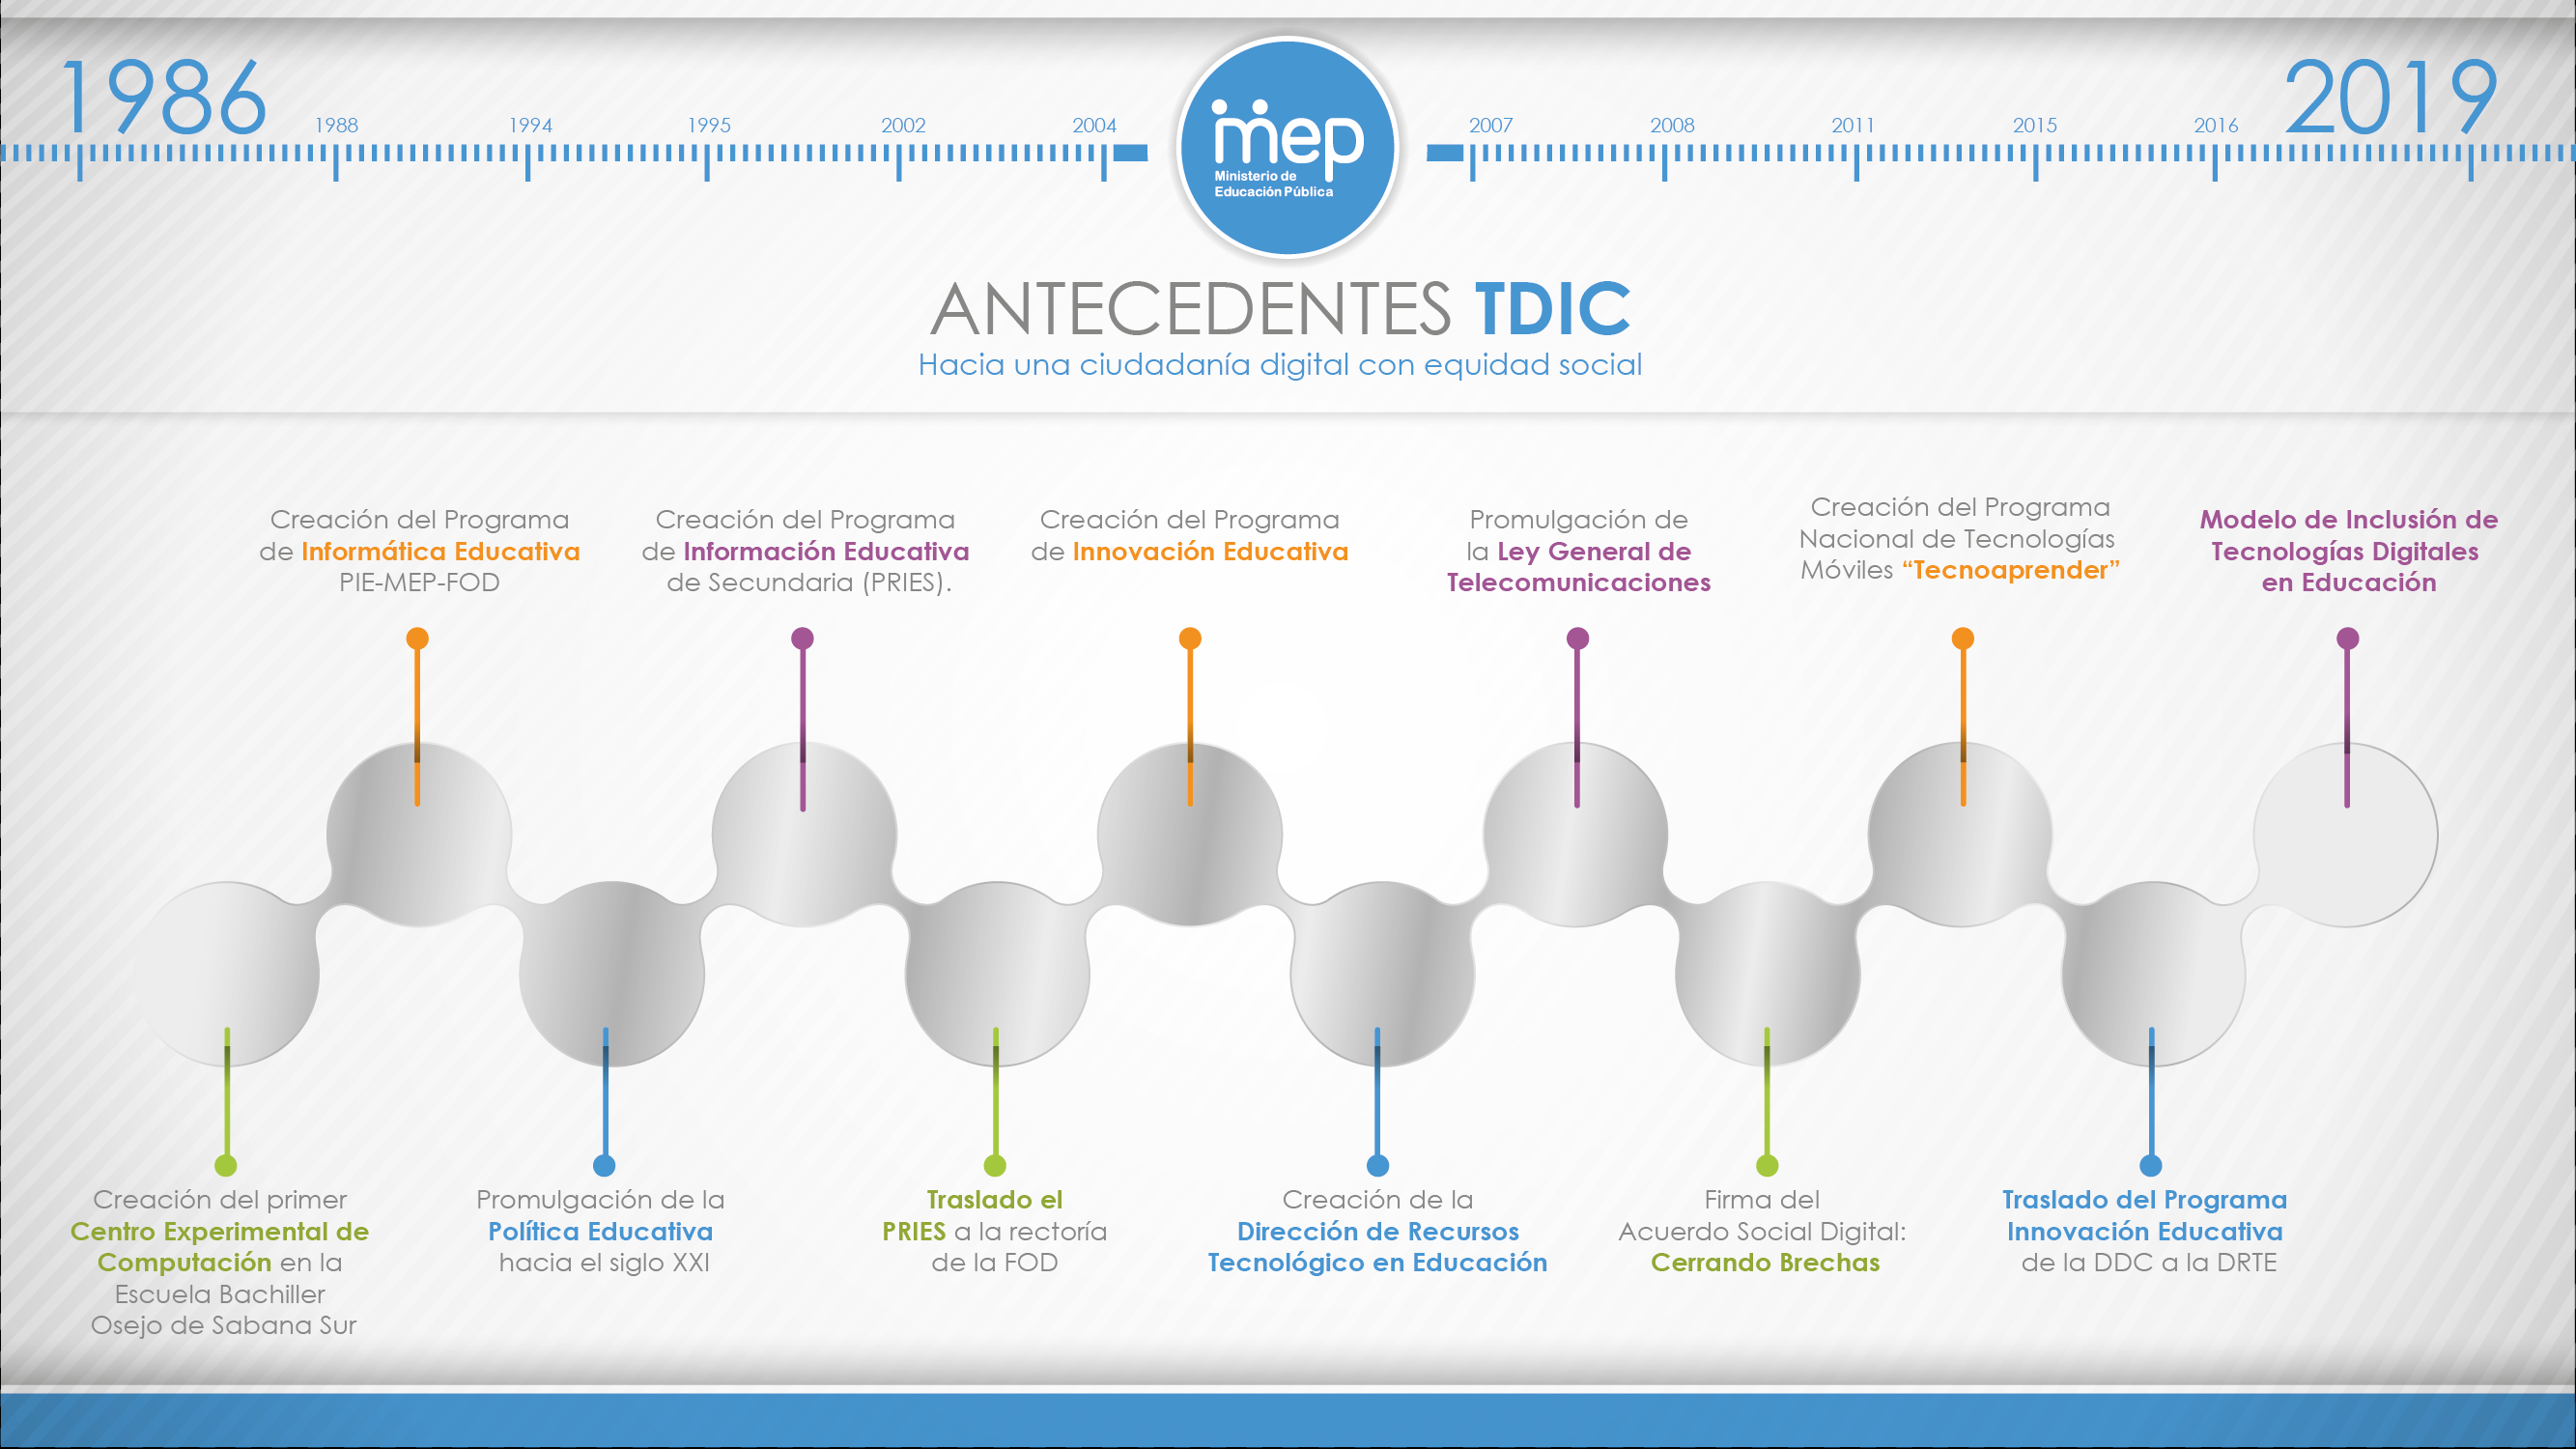 1986
1988
1994
1995
2002
2004
mep
Ministerio de
Educación Pública
2007
2008
2011
2015
2016
2019
ANTECEDENTES TDIC
Hacia una ciudadanía digital con equidad social
Creación del Programa
de Informática Educativa
PIE-MEP-FOD
Creación del Programa
de Información Educativa
de Secundaria (PRIES).
Creación del Programa
de Innovación Educativa
Promulgación de
la Ley General de
Telecomunicaciones
Creación del Programa
Nacional de Tecnologías
Móviles “Tecnoaprender”
Modelo de Inclusión de
Tecnologías Digitales
en Educación
Creación del primer
Centro Experimental de
Computación en la
Escuela Bachiller
Osejo de Sabana Sur
Promulgación de la
Política Educativa
hacia el siglo XXI
Traslado el
PRIES a la rectoría
de la FOD
Creación de la
Dirección de Recursos
Tecnológico en Educación
Firma del
Acuerdo Social Digital:
Cerrando Brechas
Traslado del Programa
Innovación Educativa
de la DDC a la DRTE